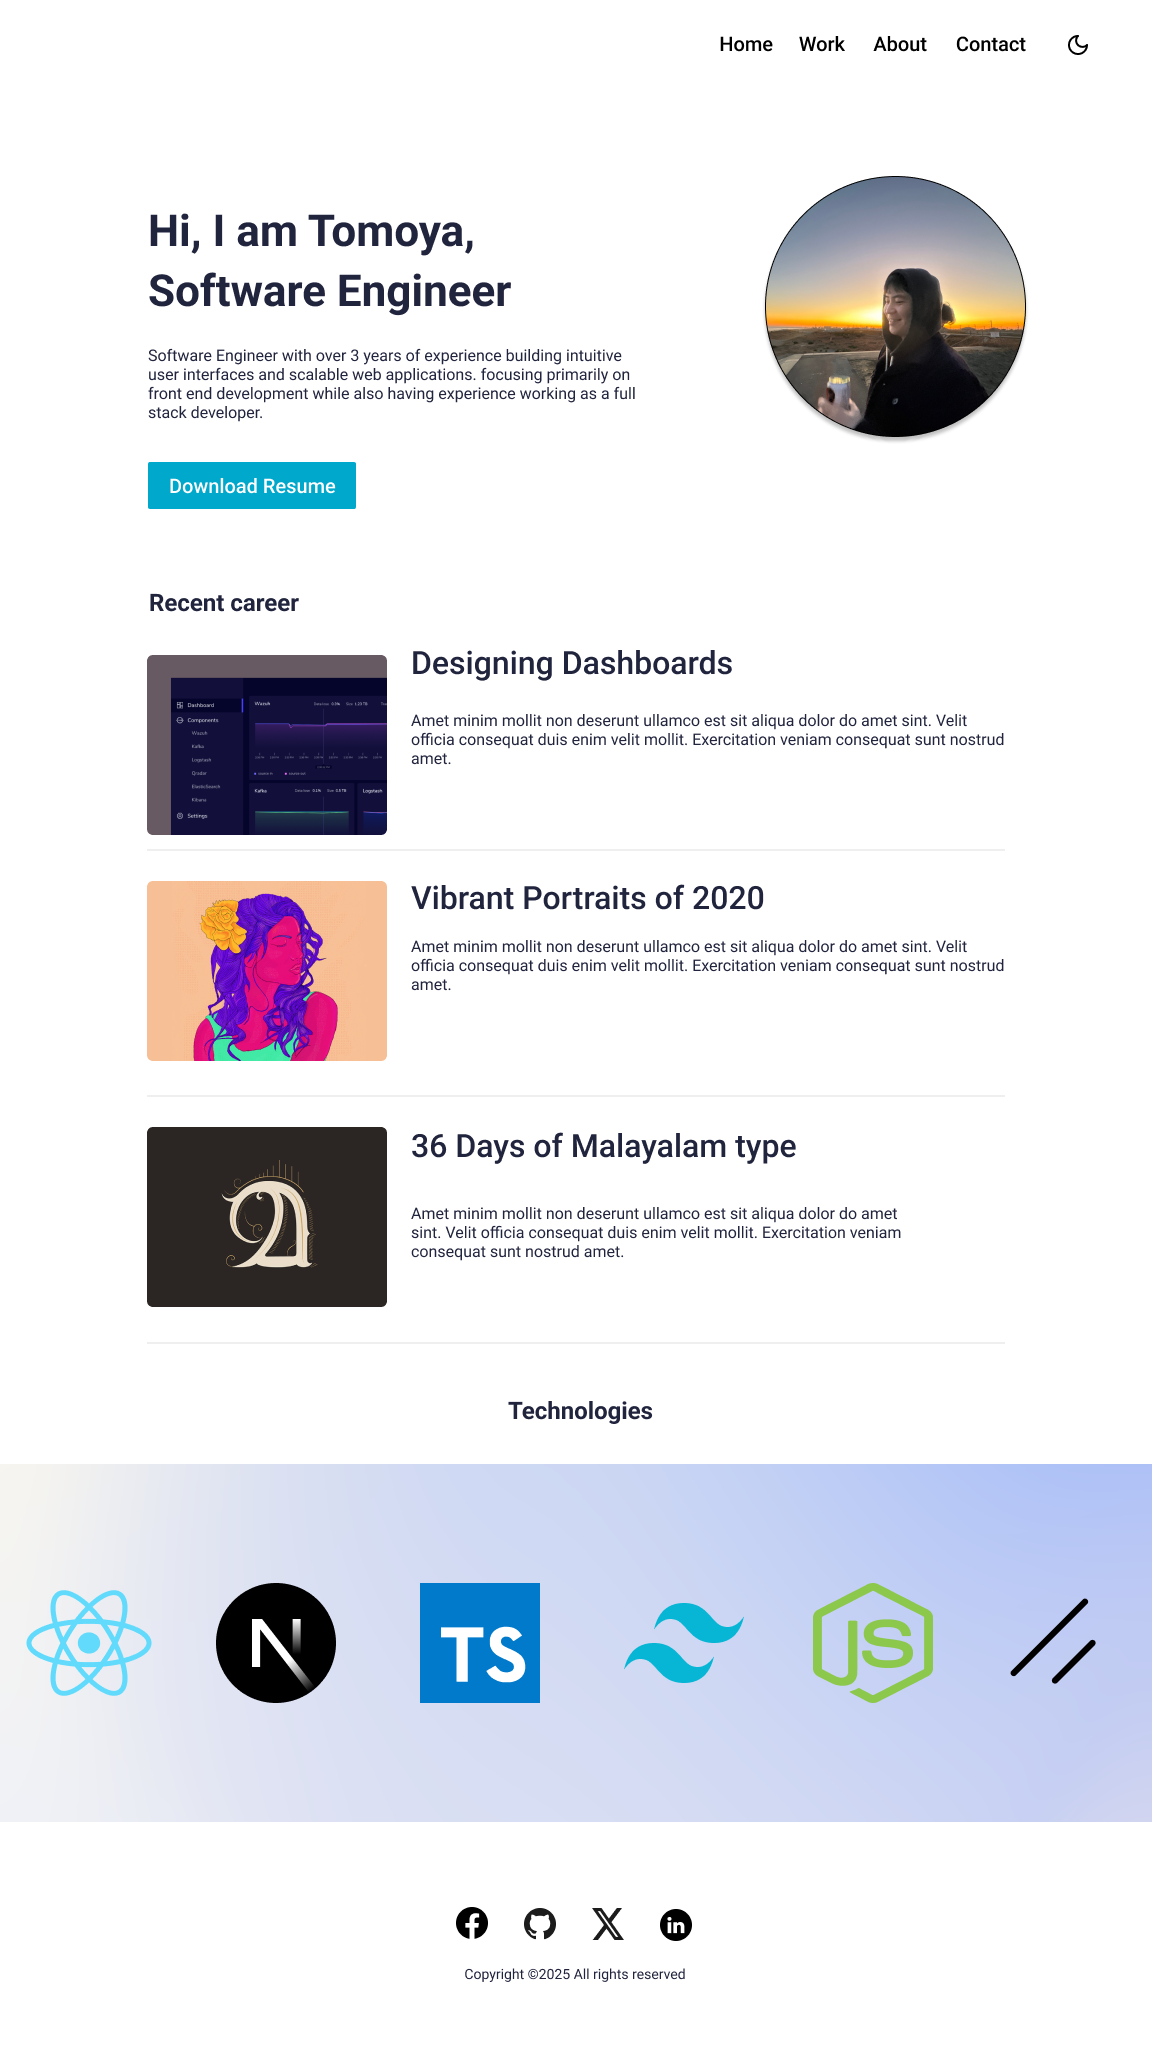 Home Work About Contact
Hi, I am Tomoya,
Software Engineer
Software Engineer with over 3 years of experience building intuitive
user interfaces and scalable web applications. focusing primarily on
front end development while also having experience working as a full
stack developer.
Download Resume
Recent career
Designing Dashboards
Dashboard
Components
Wazuh
Kafka
Logstash
Qradar
ElasticSearch
Kibana
Settings
Wazuh
Kafka
Logstash
Amet minim mollit non deserunt ullamco est sit aliqua dolor do amet sint. Velit
officia consequat duis enim velit mollit. Exercitation veniam consequat sunt nostrud
amet.
Vibrant Portraits of 2020
Amet minim mollit non deserunt ullamco est sit aliqua dolor do amet sint. Velit
officia consequat duis enim velit mollit. Exercitation veniam consequat sunt nostrud
amet.
36 Days of Malayalam type
Amet minim mollit non deserunt ullamco est sit aliqua dolor do amet
sint. Velit officia consequat duis enim velit mollit. Exercitation veniam
consequat sunt nostrud amet.
Technologies
N
TS
JS
in
Copyright ©2025 All rights reserved